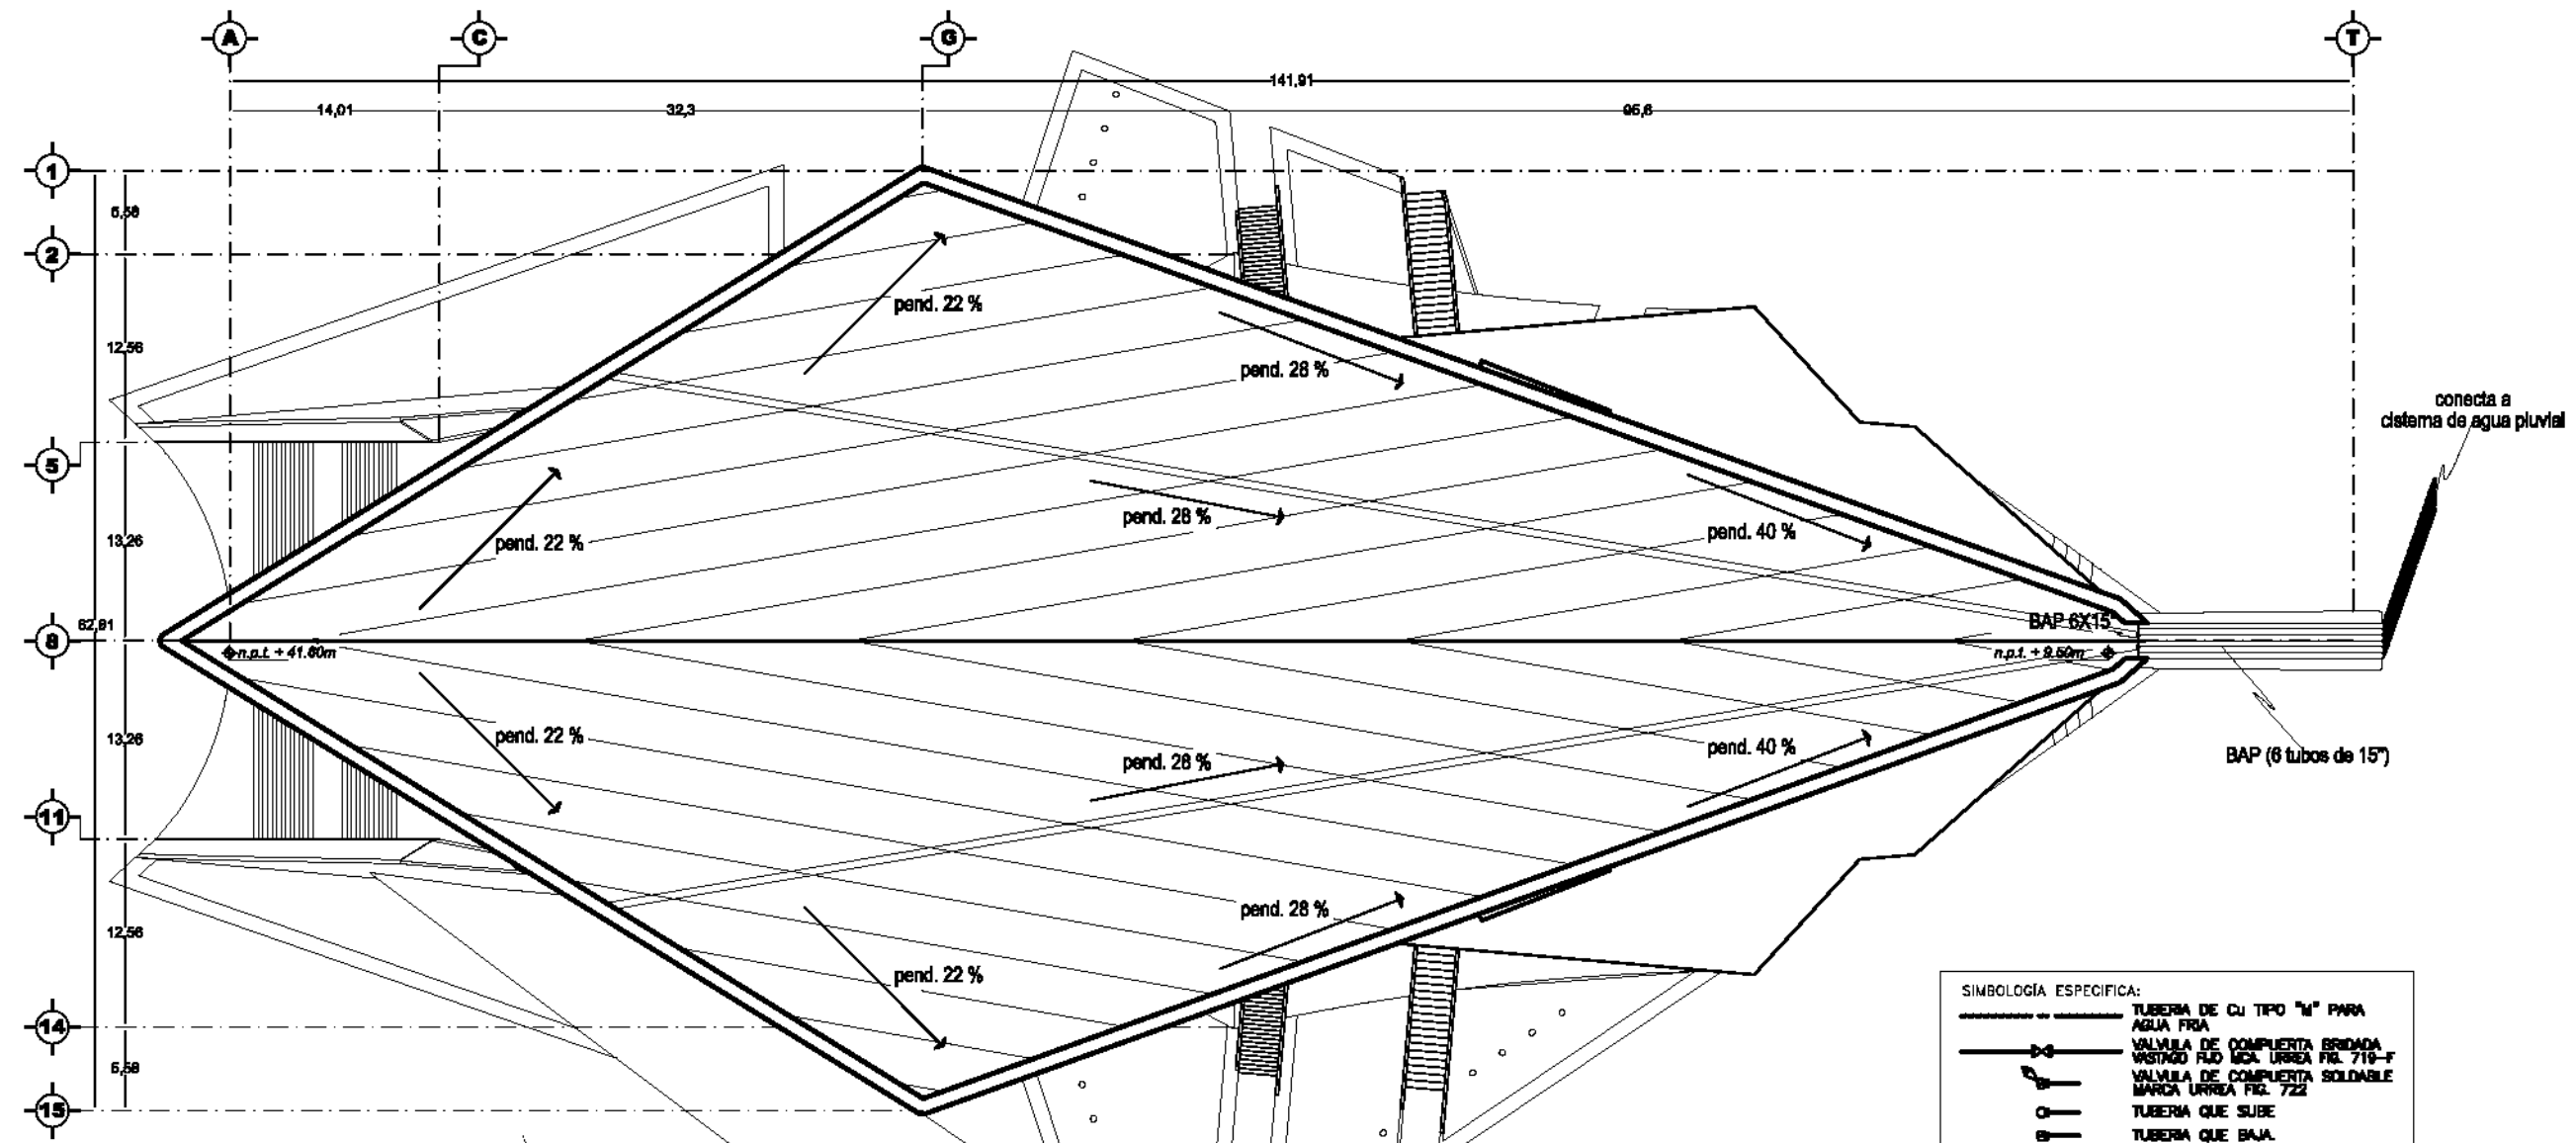 A C G T
141,91
14,01 32,3 95,6
1
5,58
2
pend. 22 %
12,56
pend. 28 %
conecta a
cisterna de agua pluvial
5
pend. 28 %
pend. 40 %
13,26
pend. 22 %
62,81
BAP 6X15"
8
n.p.t. + 41.60m
n.p.t. + 9.50m
13,26
pend. 22 %
pend. 28 %
pend. 40 %
BAP (6 tubos de 15")
11
pend. 28 %
12,56
pend. 22 %
14
5,58
15
SIMBOLOGÍA ESPECIFICA:
TUBERIA DE Cu TIPO "M" PARA
AGUA FRIA
VALVULA DE COMPUERTA BRIDADA
VASTAGO FIJO MCA. URREA FIG. 719-F
VALVULA DE COMPUERTA SOLDABLE
MARCA URREA FIG. 722
TUBERIA QUE SUBE
TUBERIA QUE BAJA.